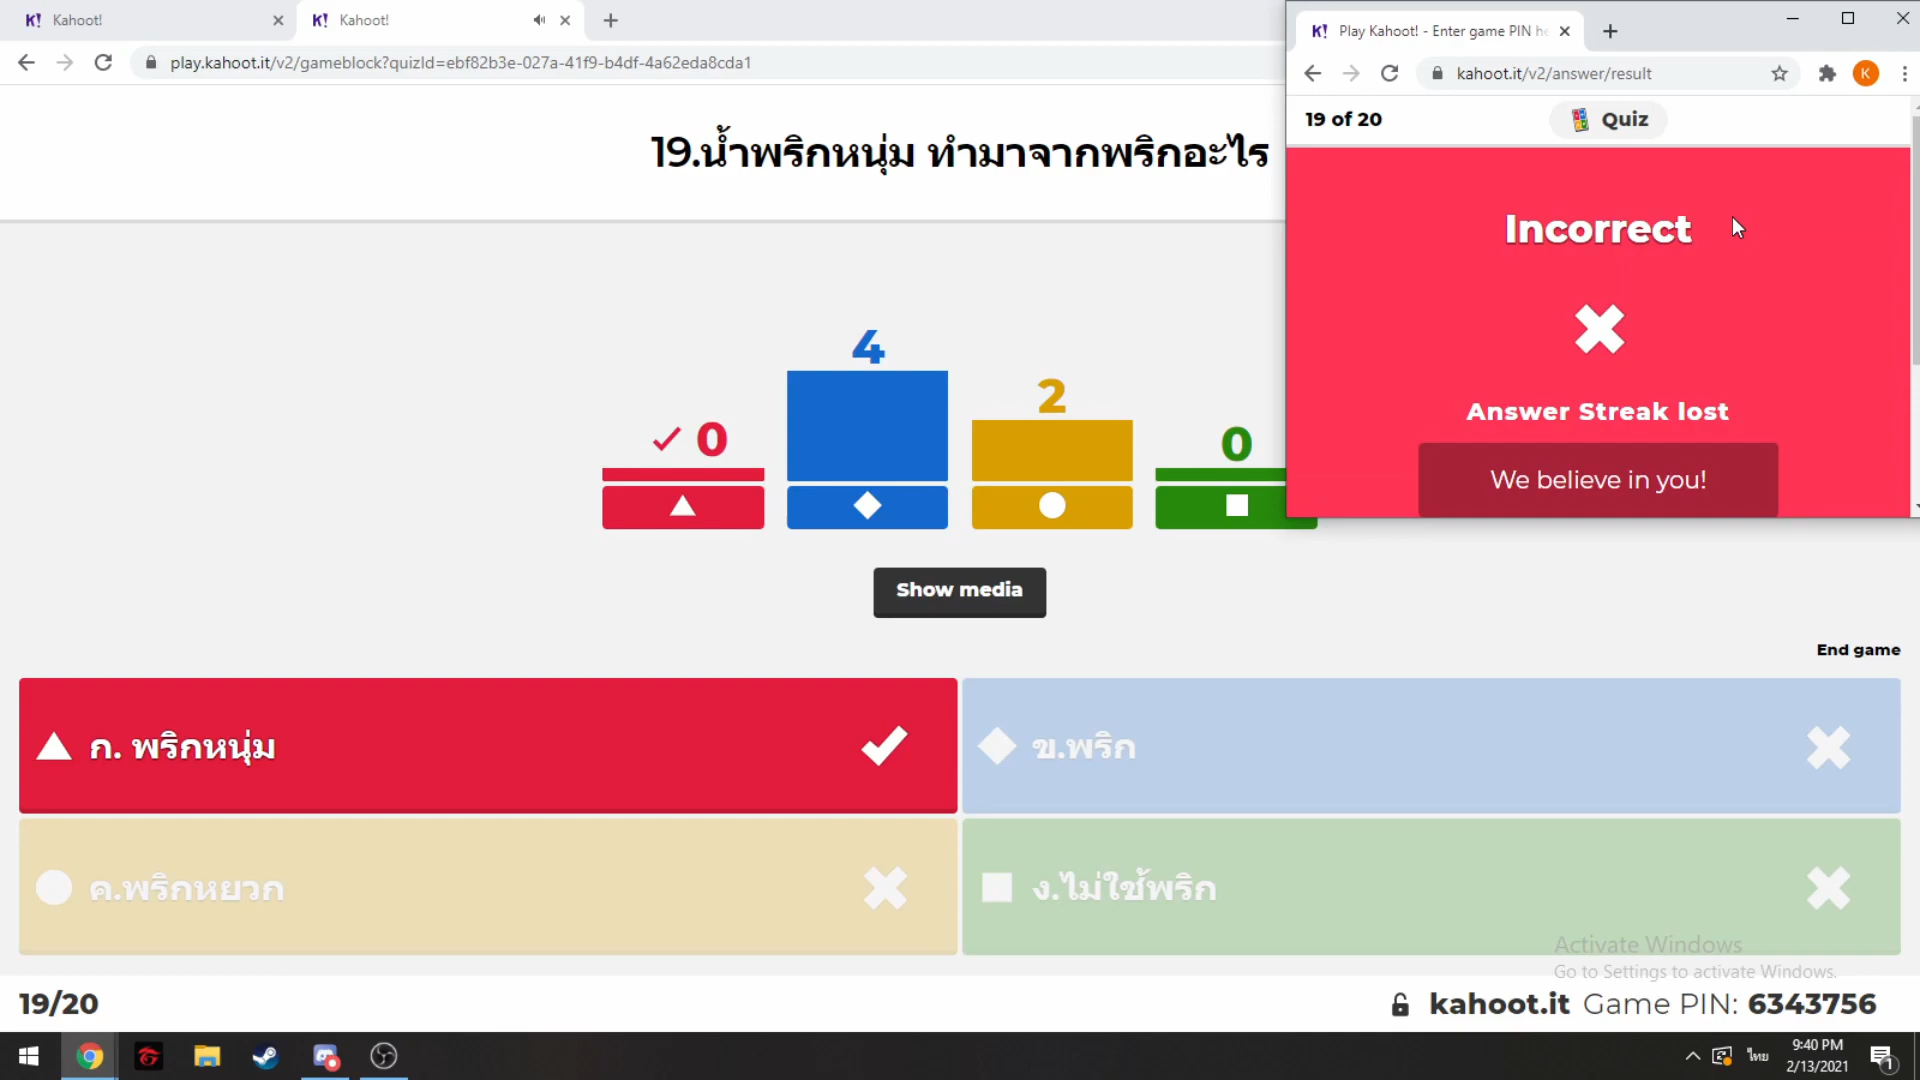 Kahoot!
Kahoot!
play.kahoot.it/v2/gameblock?quizId=ebf82b3e-027a-41f9-b4df-4a62eda8cda1
Play Kahoot! - Enter game PIN he
kahoot.it/v2/answer/result
K
19 of 20
Quiz
19.น้ำพริกหนุ่ม ทำมาจากพริกอะไร
Incorrect
Answer Streak lost
We believe in you!
0
4
2
0
Show media
End game
ก. พริกหนุ่ม
ข.พริก
ค.พริกหยวก
ง.ไม่ใช้พริก
Activate Windows
Go to Settings to activate Windows.
19/20
kahoot.it Game PIN: 6343756
ไทย
9:40 PM
2/13/2021
1